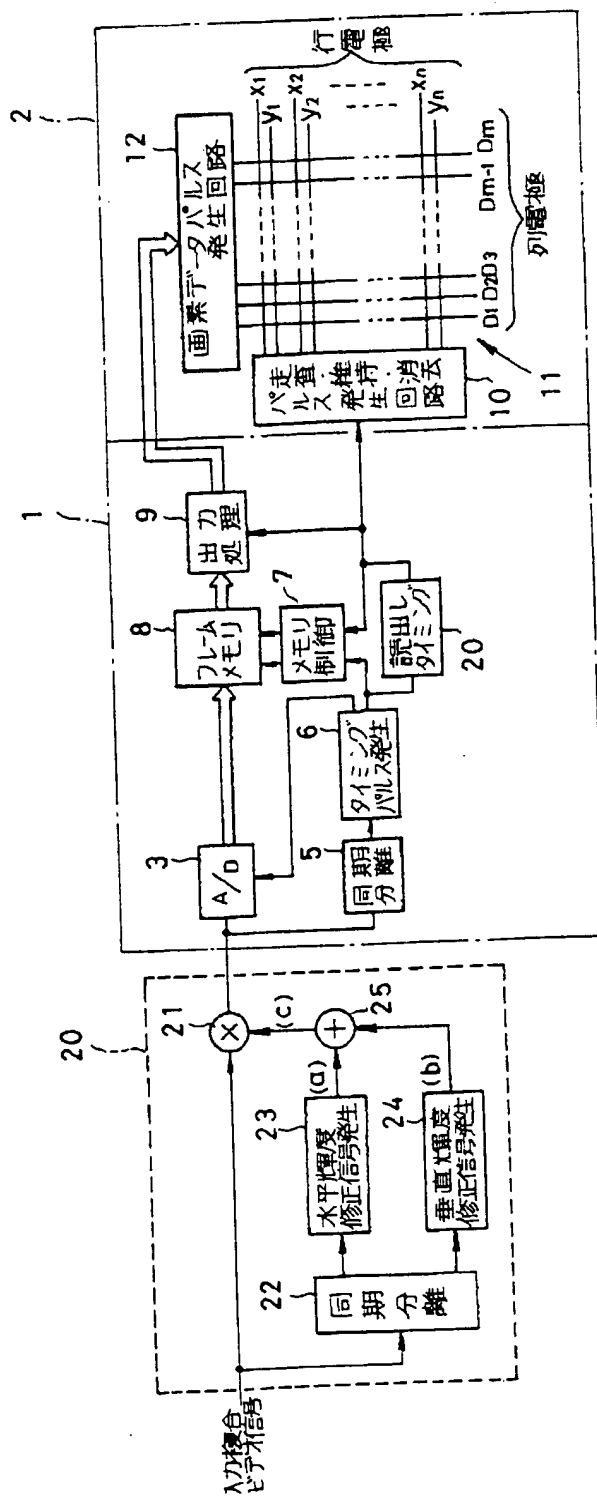 入力複合
ビデオ信号
20
21
×
(c)
+
25
(a)
(b)
23
水平輝度
修正信号発生
24
垂直輝度
修正信号発生
22
同期分離
1
3
A/D
5
同期
分離
6
タイミング
パルス発生
7
メモリ
制御
8
フレーム
メモリ
9
出力
処理
読出し
タイミング
20
2
12
画素データパルス
発生回路
走査・維持・消去
パルス発生回路
10
11
X1
Y1
X2
Y2
Xn
Yn
行電極
D1 D2 D3
Dm-1 Dm
列電極